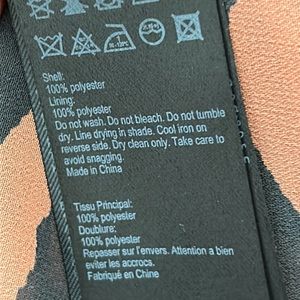 Shell:
100% polyester
Lining:
100% polyester
Do not wash. Do not bleach. Do not tumble
dry. Line drying in shade. Cool iron on
reverse side. Dry clean only. Take care to
avoid snagging.
Made in China
Tissu Principal:
100% polyester
Doublure:
100% polyester
Repasser sur l'envers. Attention a bien
eviter les accrocs.
Fabriqué en Chine